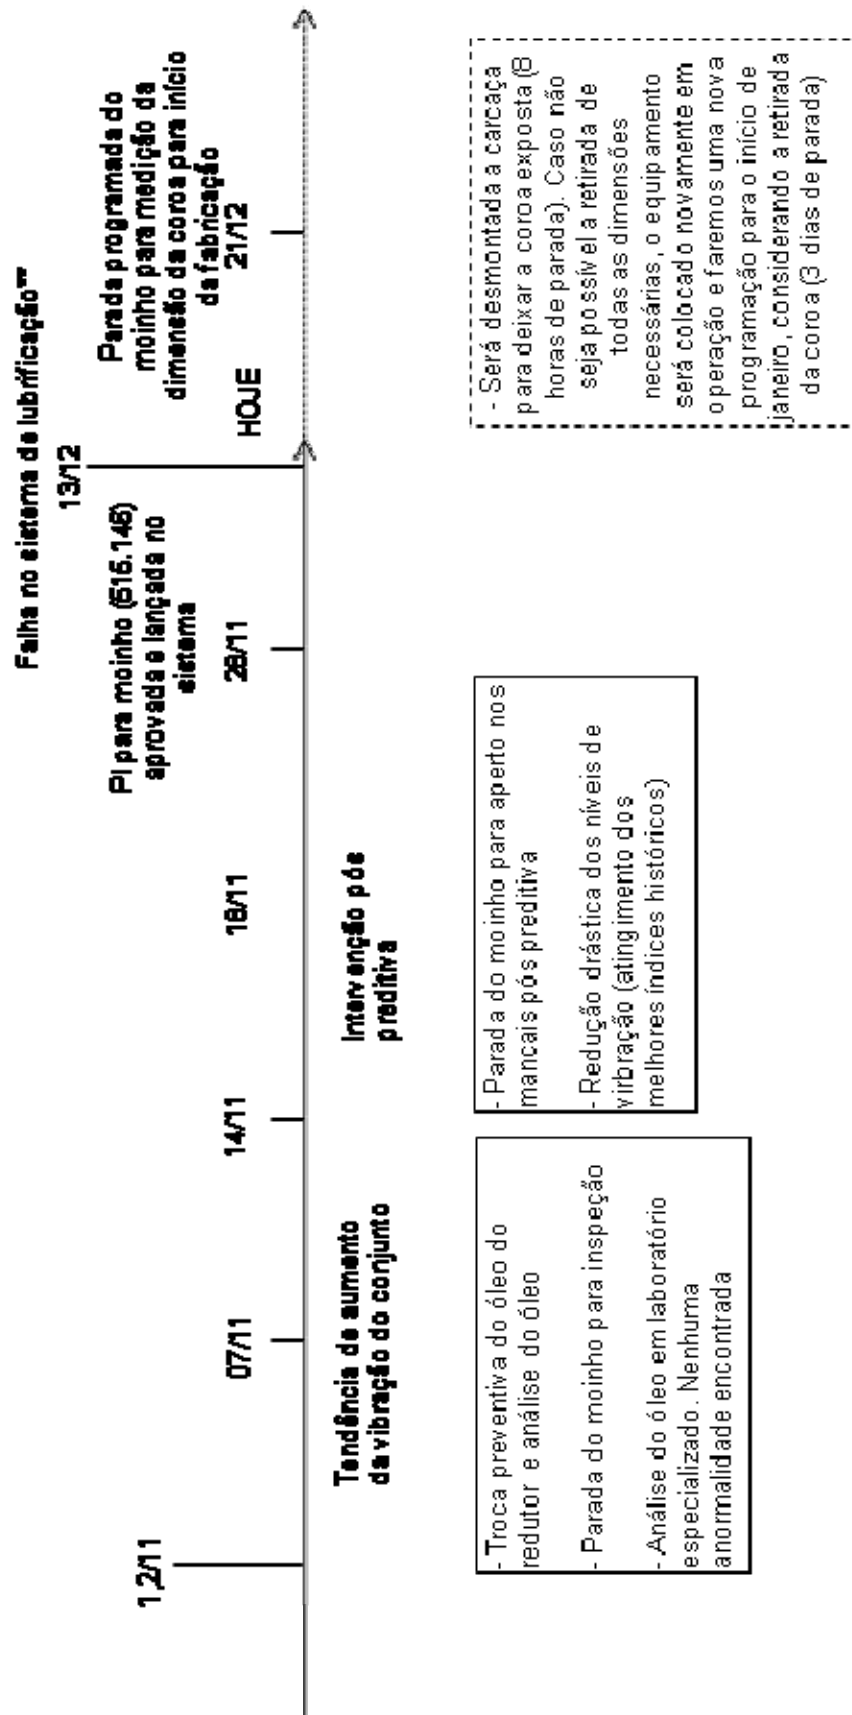 Falha no sistema de lubrificação**
13/12
Parada programada do
moinho para medição da
dimensão da coroa para início
da fabricação
21/12
PI para moinho (616.146)
aprovada e lançada no
sistema
HOJE
1,2/11
07/11
14/11
18/11
28/11
Tendência de aumento
da vibração do conjunto
Intervenção pós
preditiva
- Troca preventiva do óleo do
redutor e análise do óleo
- Parada do moinho para inspeção
- Análise do óleo em laboratório
especializado. Nenhuma
anormalidade encontrada
- Parada do moinho para aperto nos
mancais pós preditiva
- Redução drástica dos níveis de
virbração (atingimento dos
melhores índices históricos)
- Será desmontada a carcaça
para deixar a coroa exposta (8
horas de parada). Caso não
seja possível a retirada de
todas as dimensões
necessárias, o equipamento
será colocado novamente em
operação e faremos uma nova
programação para o início de
janeiro, considerando a retirada
da coroa (3 dias de parada)